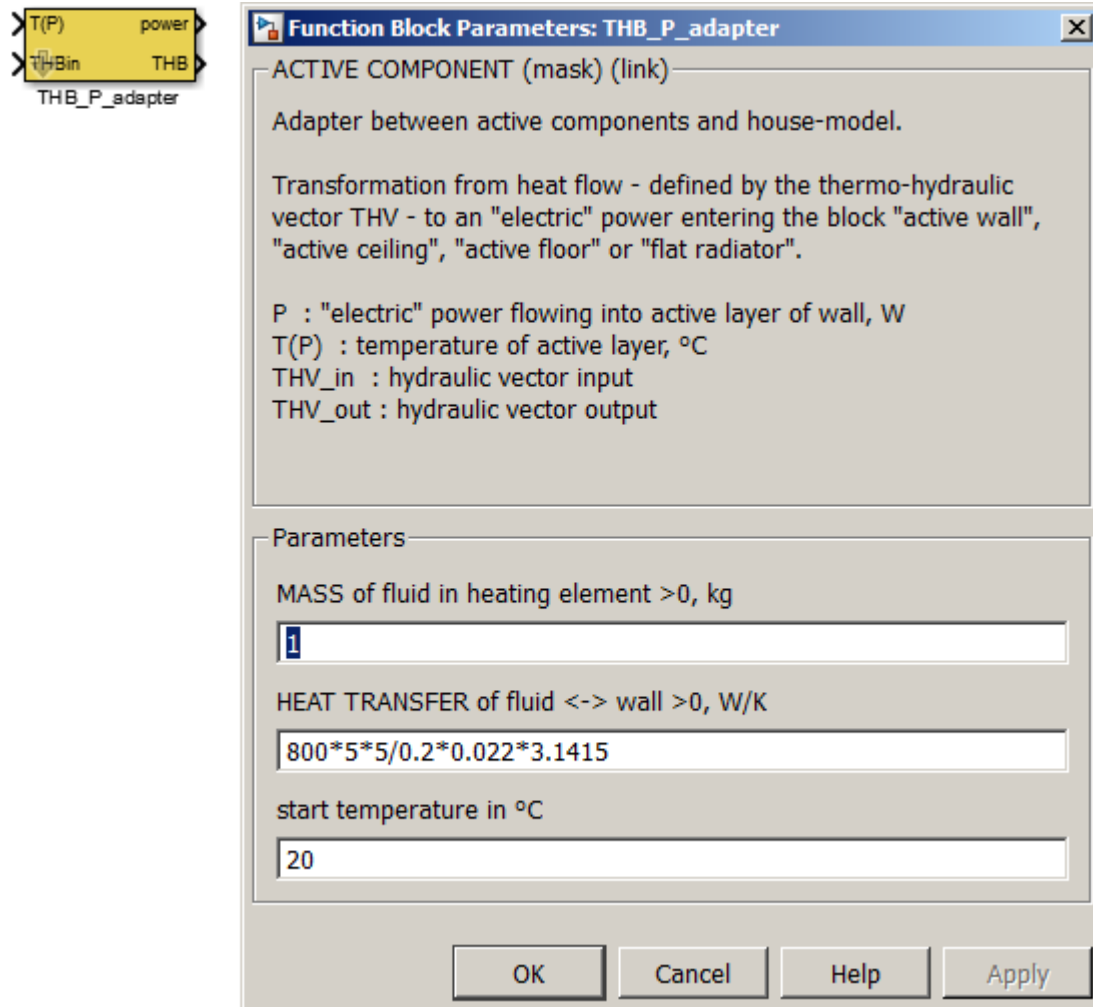 T(P) power
THBin THB
THB_P_adapter
Function Block Parameters: THB_P_adapter
ACTIVE COMPONENT (mask) (link)
Adapter between active components and house-model.
Transformation from heat flow - defined by the thermo-hydraulic
vector THV - to an "electric" power entering the block "active wall",
"active ceiling", "active floor" or "flat radiator".
P : "electric" power flowing into active layer of wall, W
T(P) : temperature of active layer, °C
THV_in : hydraulic vector input
THV_out : hydraulic vector output
Parameters
MASS of fluid in heating element >0, kg
1
HEAT TRANSFER of fluid <-> wall >0, W/K
800*5*5/0.2*0.022*3.1415
start temperature in °C
20
OK Cancel Help Apply